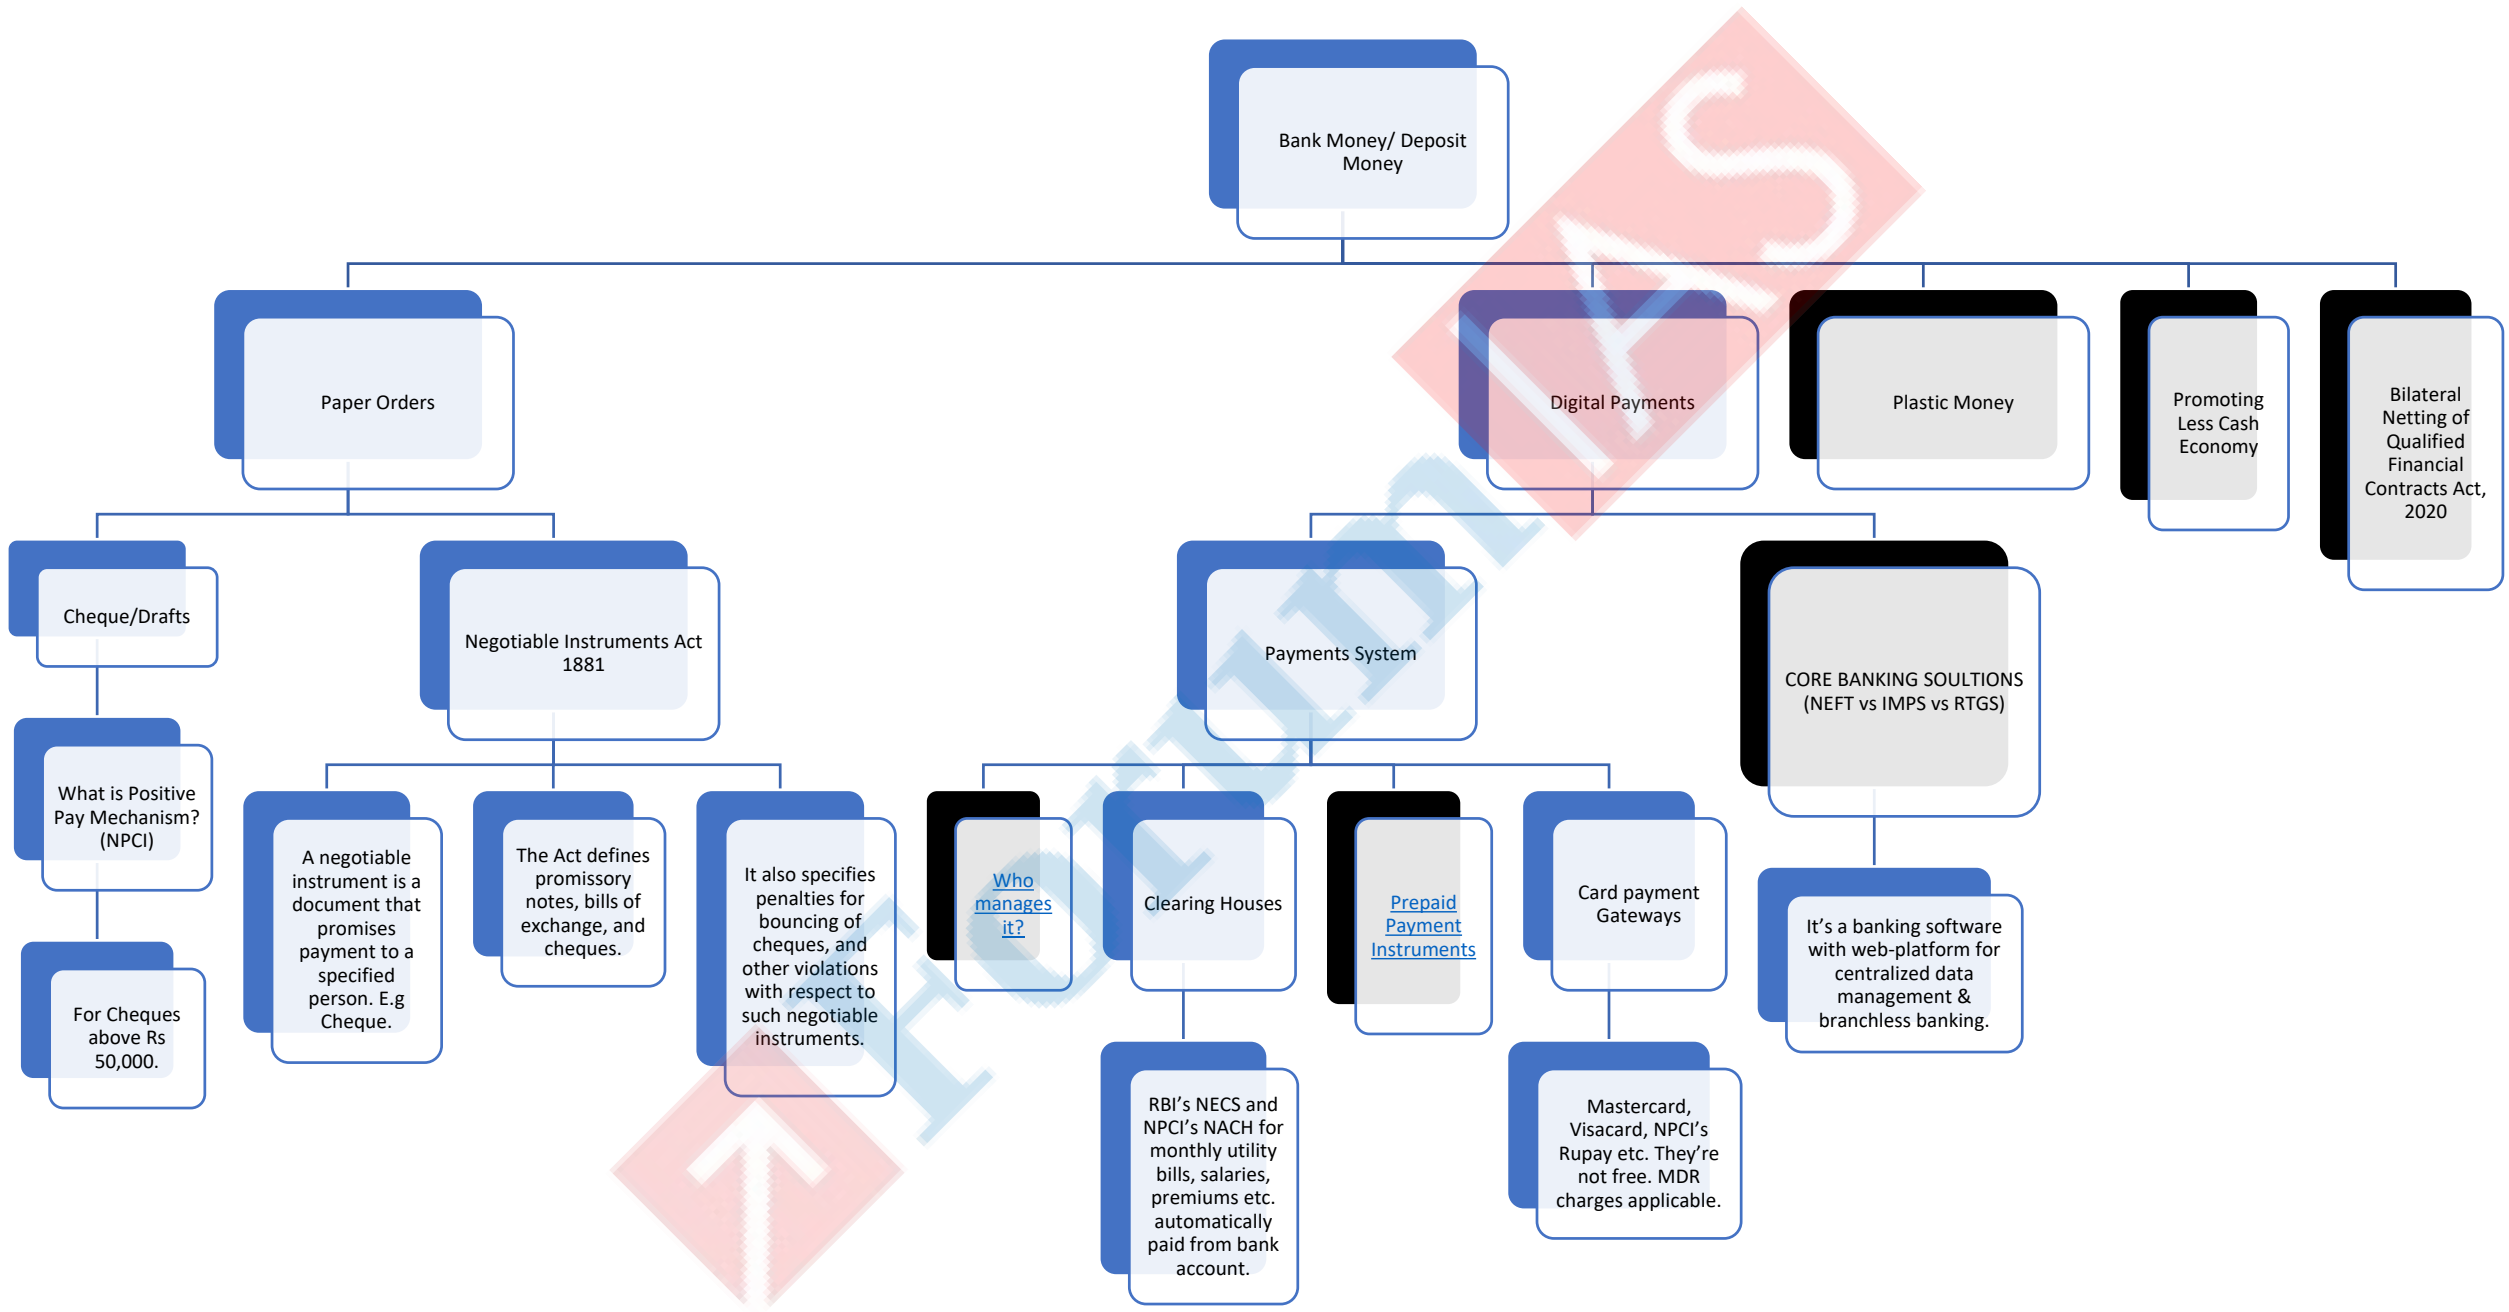 Bank Money/ Deposit
Money
Paper Orders
Digital Payments
Plastic Money
Promoting
Less Cash
Economy
Bilateral
Netting of
Qualified
Financial
Contracts Act,
2020
Cheque/Drafts
Negotiable Instruments Act
1881
Payments System
CORE BANKING SOULTIONS
(NEFT vs IMPS vs RTGS)
What is Positive
Pay Mechanism?
(NPCI)
A negotiable
instrument is a
document that
promises
payment to a
specified
person. E.g
Cheque.
The Act defines
promissory
notes, bills of
exchange, and
cheques.
It also specifies
penalties for
bouncing of
cheques, and
other violations
with respect to
such negotiable
instruments.
Who
manages
it?
Clearing Houses
Prepaid
Payment
Instruments
Card payment
Gateways
It’s a banking software
with web-platform for
centralized data
management &
branchless banking.
For Cheques
above Rs
50,000.
RBI’s NECS and
NPCI’s NACH for
monthly utility
bills, salaries,
premiums etc.
automatically
paid from bank
account.
Mastercard,
Visacard, NPCI’s
Rupay etc. They’re
not free. MDR
charges applicable.
Forum IAS